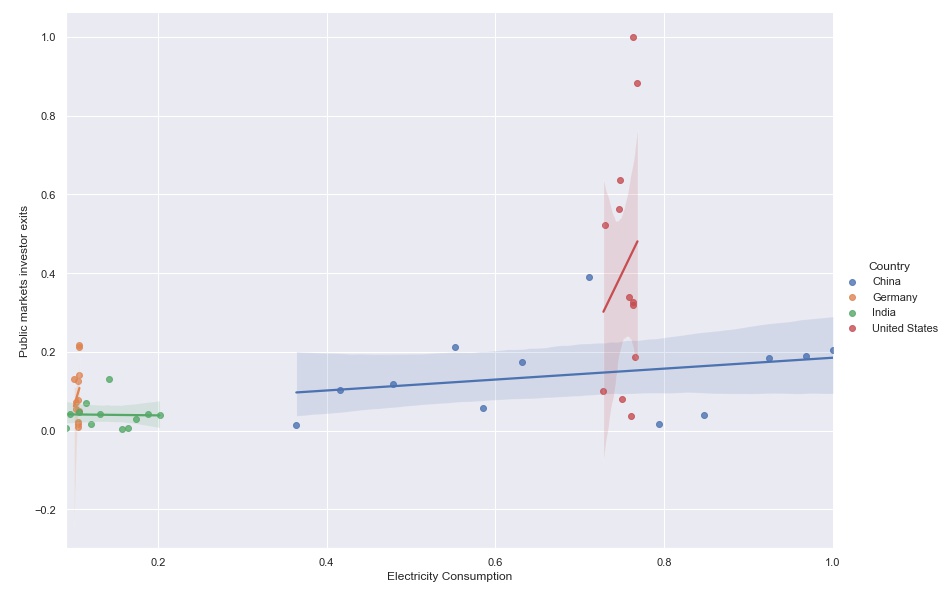 1.0
0.8
0.6
0.4
0.2
0.0
−0.2
Public markets investor exits
0.2
0.4
0.6
0.8
1.0
Electricity Consumption
Country
China
Germany
India
United States